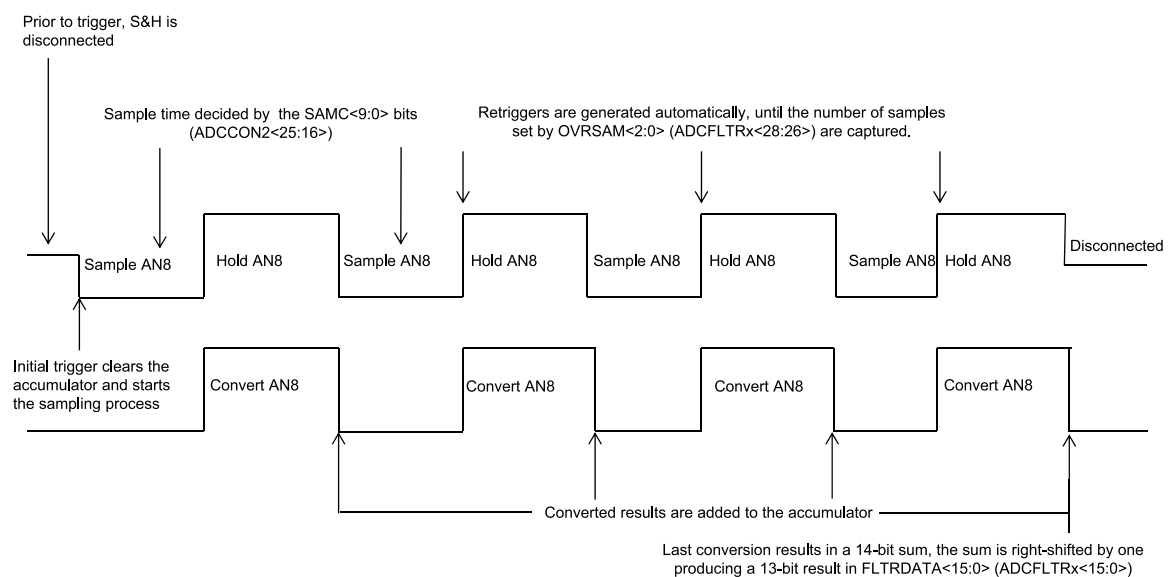 Prior to trigger, S&H is
disconnected
Sample time decided by the SAMC<9:0> bits
(ADCCON2<25:16>)
Retriggers are generated automatically, until the number of samples
set by OVRSAM<2:0> (ADCFLTRx<28:26>) are captured.
Sample AN8
Hold AN8
Sample AN8
Hold AN8
Sample AN8
Hold AN8
Sample AN8
Hold AN8
Disconnected
Initial trigger clears the
accumulator and starts
the sampling process
Convert AN8
Convert AN8
Convert AN8
Convert AN8
Converted results are added to the accumulator
Last conversion results in a 14-bit sum, the sum is right-shifted by one
producing a 13-bit result in FLTRDATA<15:0> (ADCFLTRx<15:0>)